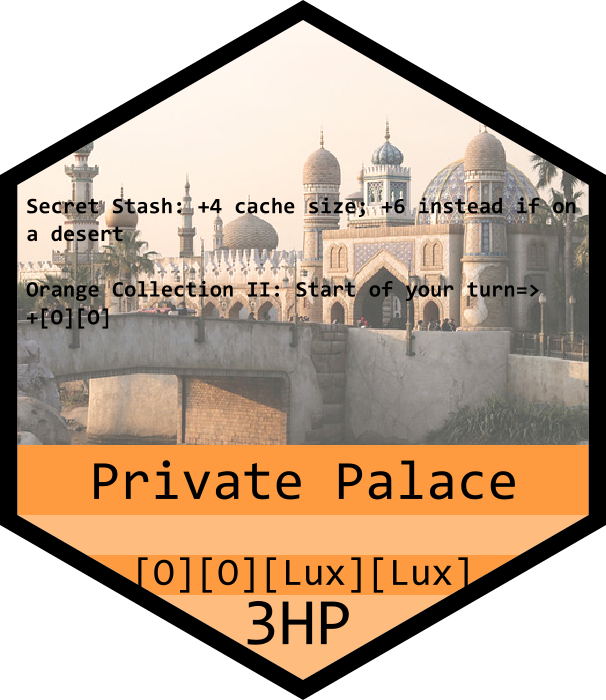 Secret Stash: +4 cache size; +6 instead if on
a desert
Orange Collection II: Start of your turn=>
+[O][O]
Private Palace
[O][O][Lux][Lux]
3HP